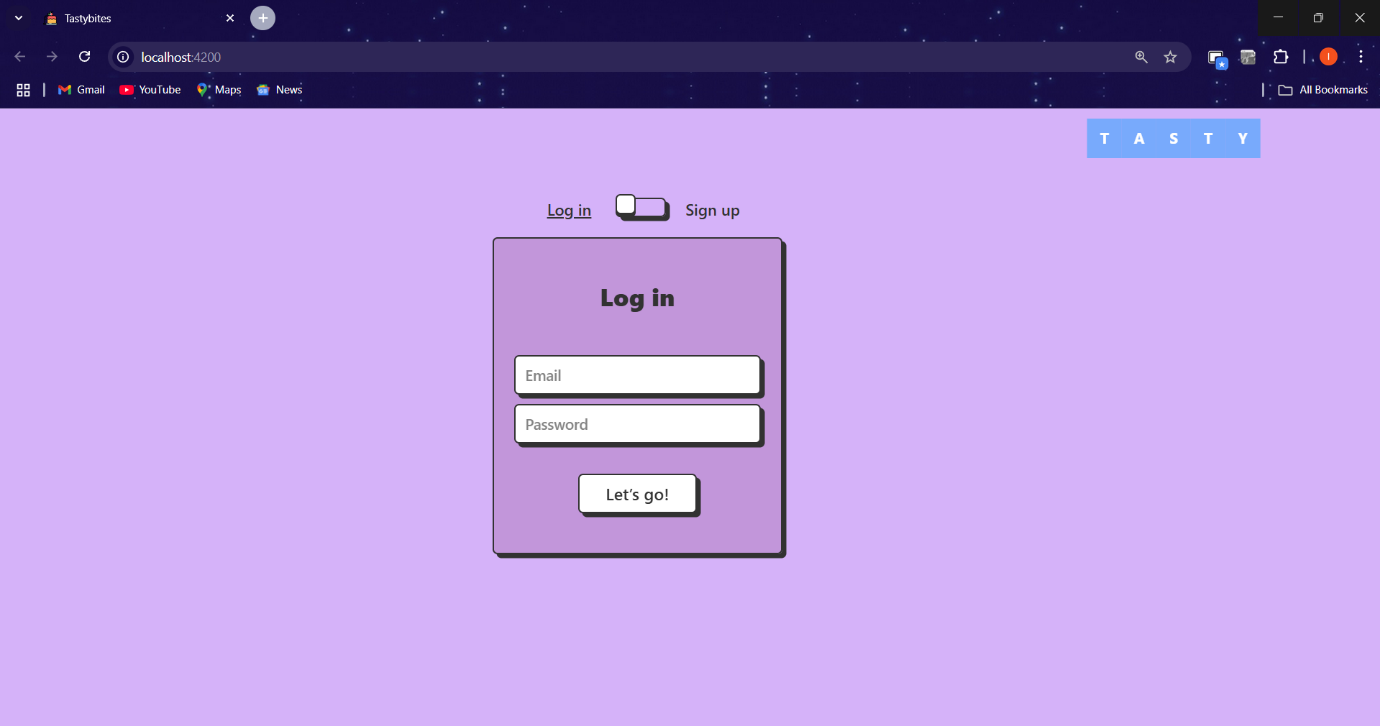 Tastybites
localhost:4200
Gmail YouTube Maps News All Bookmarks
T A S T Y
Log in Sign up
Log in
Email
Password
Let's go!